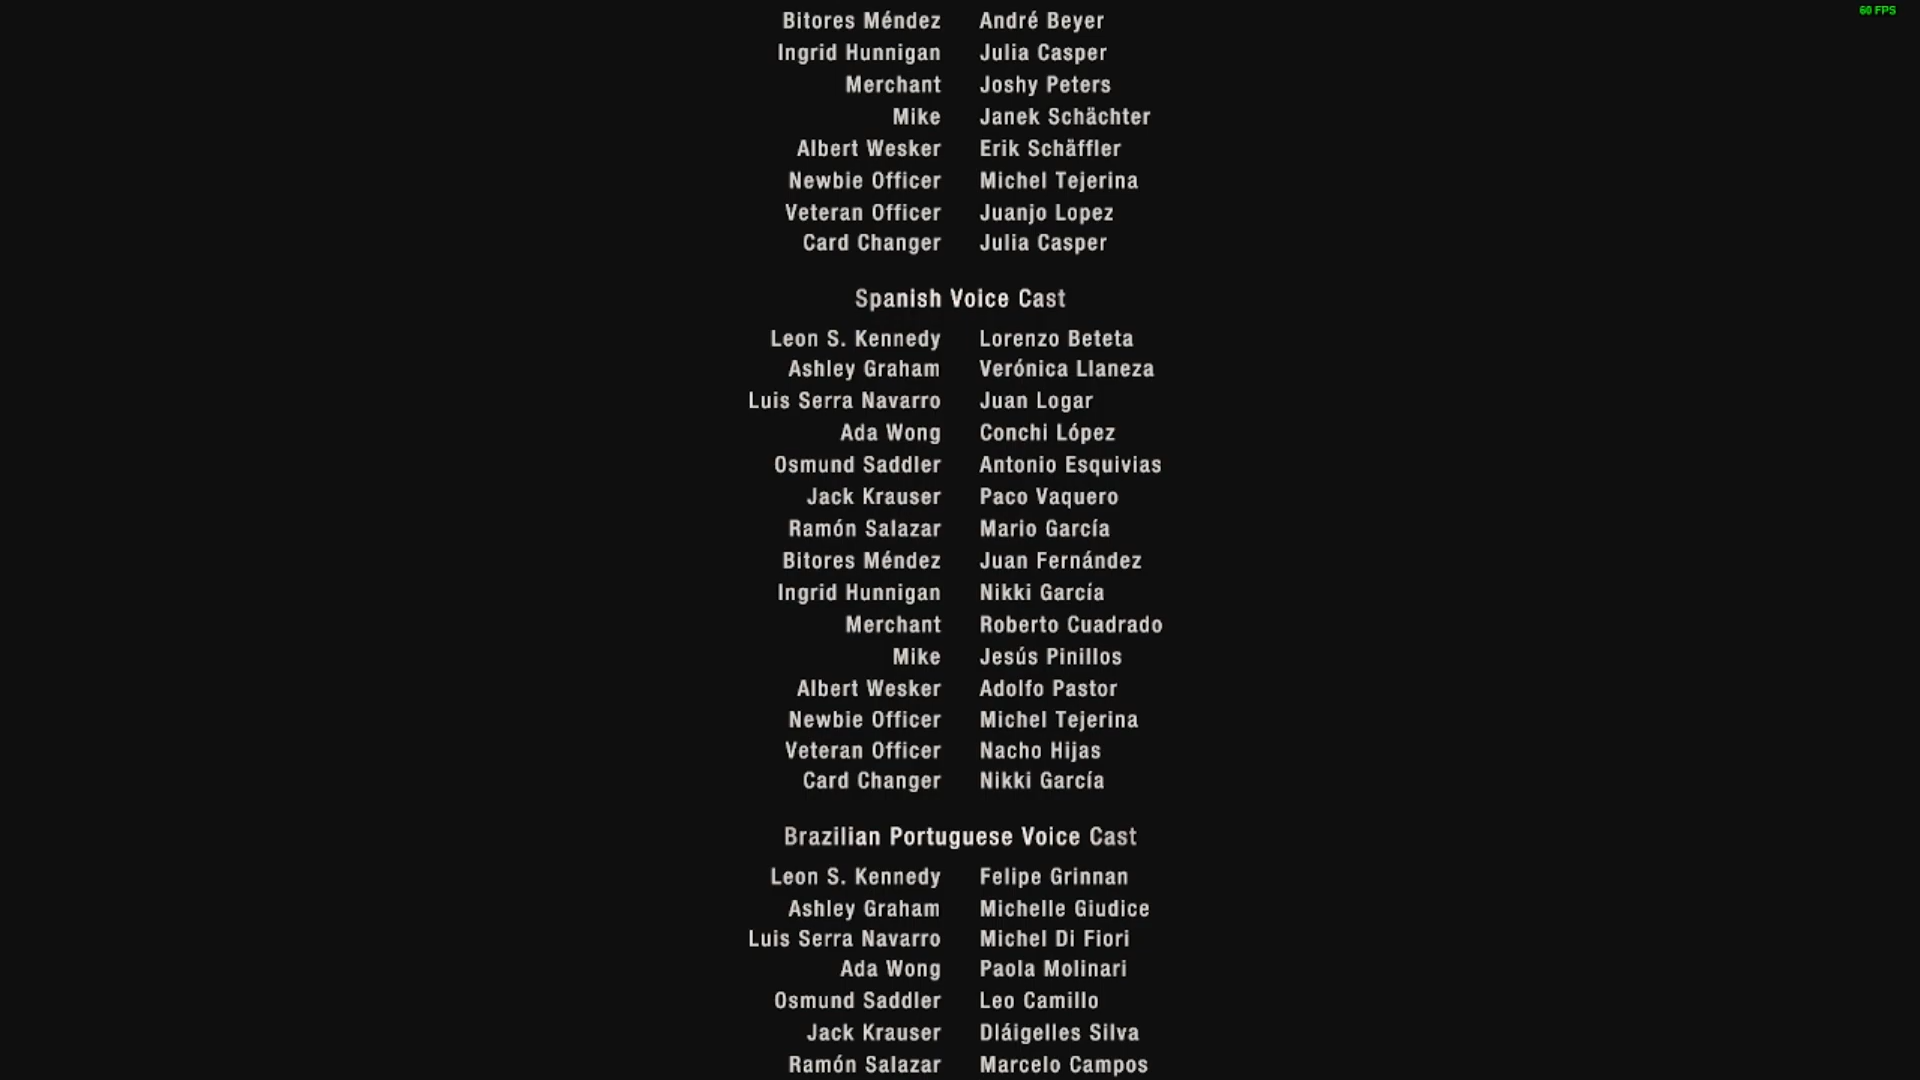 60 FPS
Bitores Méndez André Beyer
Ingrid Hunnigan Julia Casper
Merchant Joshy Peters
Mike Janek Schächter
Albert Wesker Erik Schäffler
Newbie Officer Michel Tejerina
Veteran Officer Juanjo Lopez
Card Changer Julia Casper
Spanish Voice Cast
Leon S. Kennedy Lorenzo Beteta
Ashley Graham Verónica Llaneza
Luis Serra Navarro Juan Logar
Ada Wong Conchi López
Osmund Saddler Antonio Esquivias
Jack Krauser Paco Vaquero
Ramón Salazar Mario García
Bitores Méndez Juan Fernández
Ingrid Hunnigan Nikki García
Merchant Roberto Cuadrado
Mike Jesús Pinillos
Albert Wesker Adolfo Pastor
Newbie Officer Michel Tejerina
Veteran Officer Nacho Hijas
Card Changer Nikki García
Brazilian Portuguese Voice Cast
Leon S. Kennedy Felipe Grinnan
Ashley Graham Michelle Giudice
Luis Serra Navarro Michel Di Fiori
Ada Wong Paola Molinari
Osmund Saddler Leo Camillo
Jack Krauser Dláigelles Silva
Ramón Salazar Marcelo Campos